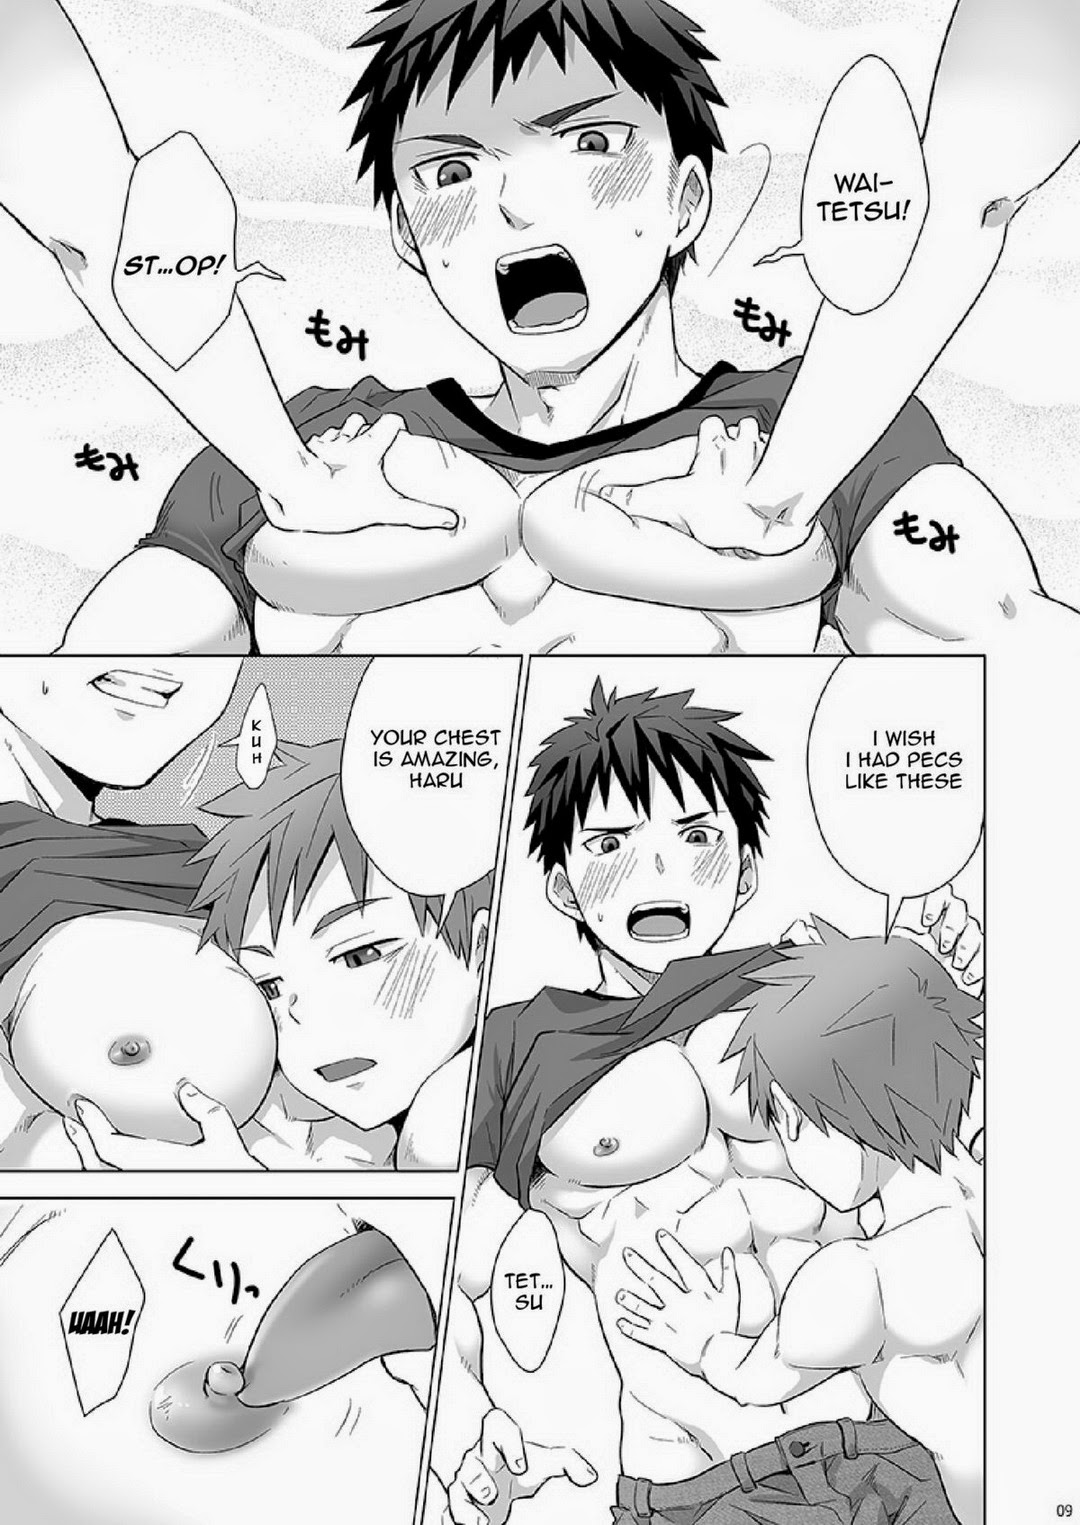 WAI-
TETSU!
ST...OP!
もみ
もみ
もみ
もみ
I WISH
I HAD PECS
LIKE THESE
TET...
SU
YOUR CHEST
IS AMAZING,
HARU
KUH
くりっ
UAAH!
09